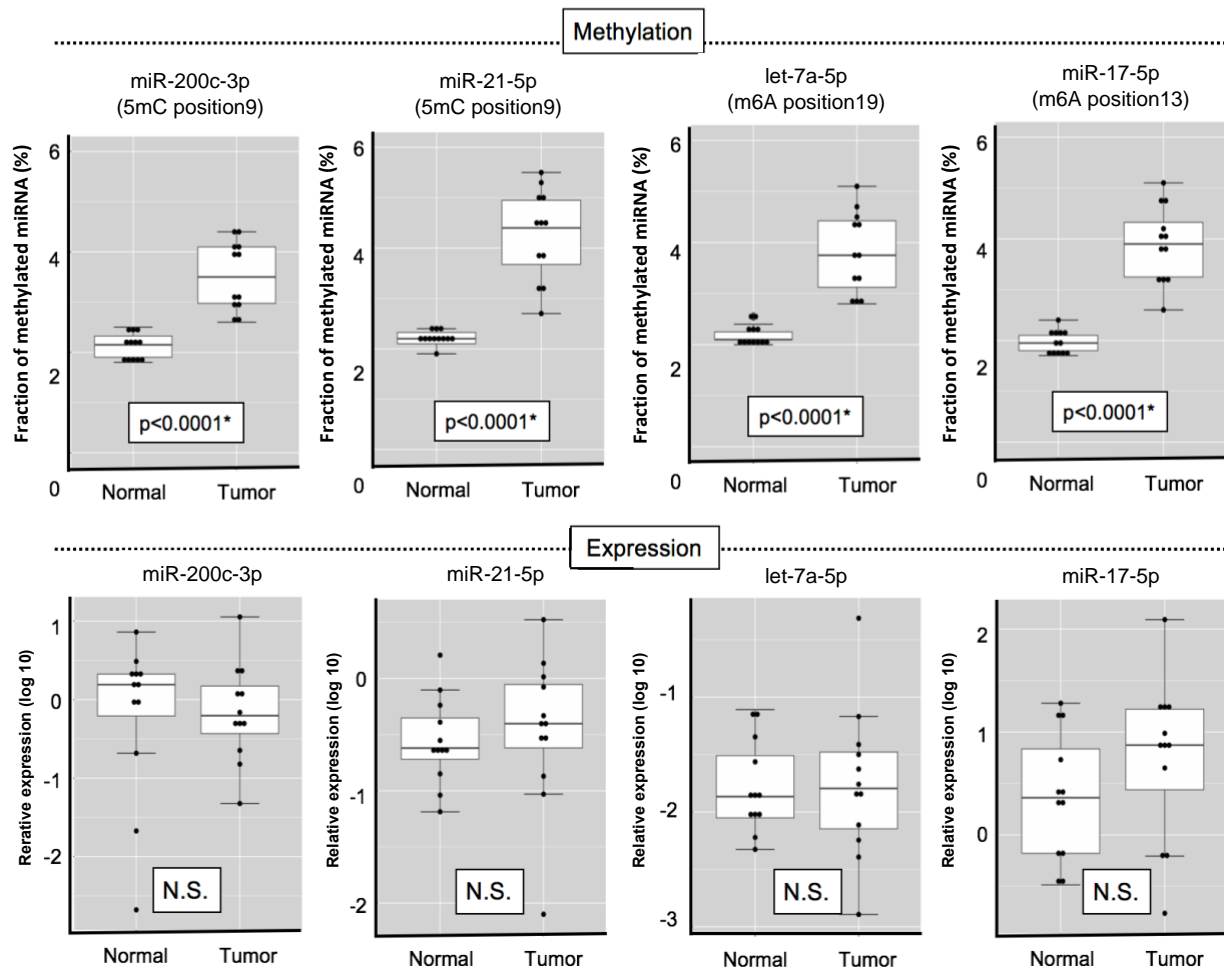 Methylation
miR-200c-3p
(5mC position9)
Fraction of methylated miRNA (%)
6
4
2
0
p<0.0001*
Normal Tumor
miR-21-5p
(5mC position9)
Fraction of methylated miRNA (%)
6
4
2
0
p<0.0001*
Normal Tumor
let-7a-5p
(m6A position19)
Fraction of methylated miRNA (%)
6
4
2
0
p<0.0001*
Normal Tumor
miR-17-5p
(m6A position13)
Fraction of methylated miRNA (%)
6
4
2
0
p<0.0001*
Normal Tumor
Expression
miR-200c-3p
Rerative expression (log 10)
1
0
-1
-2
N.S.
Normal Tumor
miR-21-5p
Relative expression (log 10)
0
-1
-2
N.S.
Normal Tumor
let-7a-5p
Relative expression (log 10)
-1
-2
-3
N.S.
Normal Tumor
miR-17-5p
Relative expression (log 10)
2
1
0
N.S.
Normal Tumor